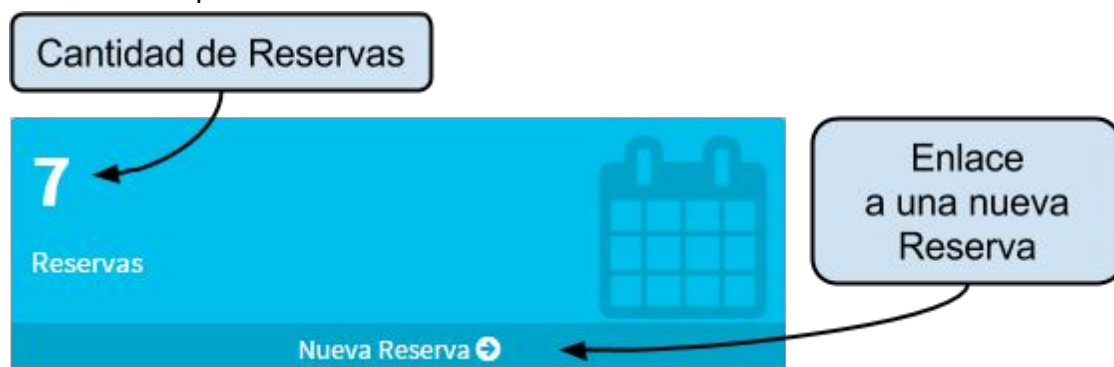 Cantidad de Reservas
7
Reservas
Nueva Reserva
Enlace
a una nueva
Reserva